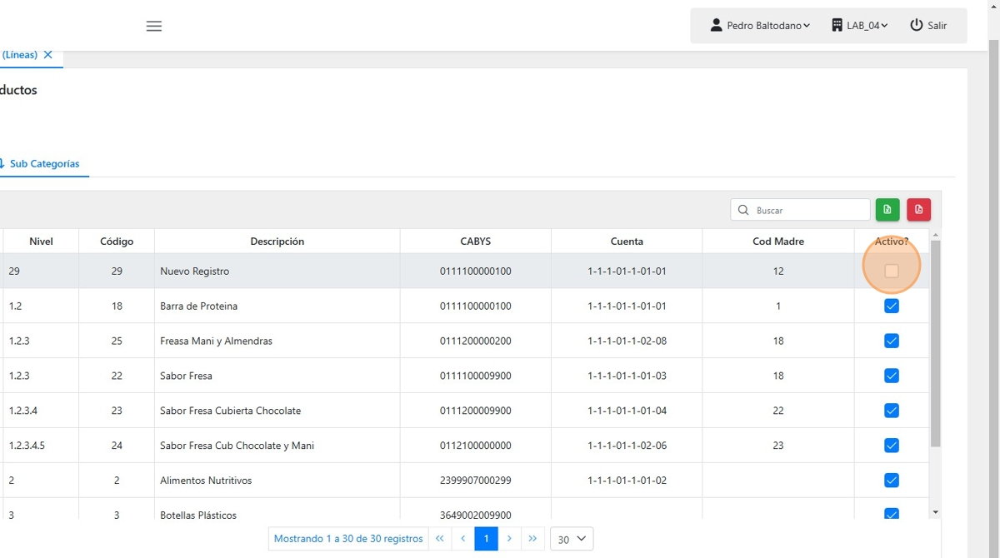 Pedro Baltodano LAB_04 Salir
(Líneas)
ductos
Sub Categorías
Buscar
Nivel Código Descripción CABYS Cuenta Cod Madre Activo?
29 29 Nuevo Registro 0111100000100 1-1-1-01-1-01-01 12
1.2 18 Barra de Proteina 0111100000100 1-1-1-01-1-01-01 1
1.2.3 25 Freasa Mani y Almendras 0111200000200 1-1-1-01-1-02-08 18
1.2.3 22 Sabor Fresa 0111100009900 1-1-1-01-1-01-03 18
1.2.3.4 23 Sabor Fresa Cubierta Chocolate 0111200009900 1-1-1-01-1-01-04 22
1.2.3.4.5 24 Sabor Fresa Cub Chocolate y Mani 0112100000000 1-1-1-01-1-02-06 23
2 2 Alimentos Nutritivos 2399907000299 1-1-1-01-1-01-02
3 3 Botellas Plásticos 3649002009900
Mostrando 1 a 30 de 30 registros 1 30